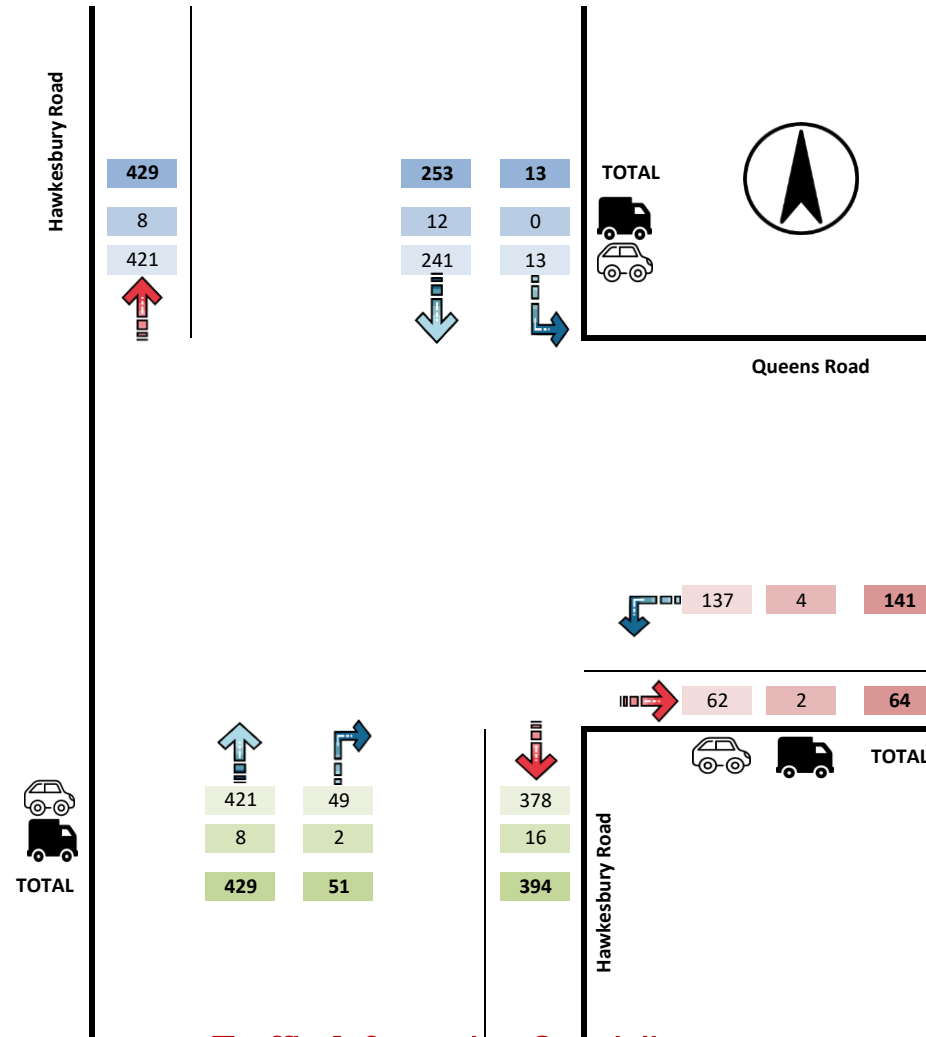 Hawkesbury Road
429 253 13 TOTAL
8 12 0
421 241 13
Queens Road
137 4 141
62 2 64
TOTAL
421 49 378
8 2 16
TOTAL 429 51 394
Hawkesbury Road